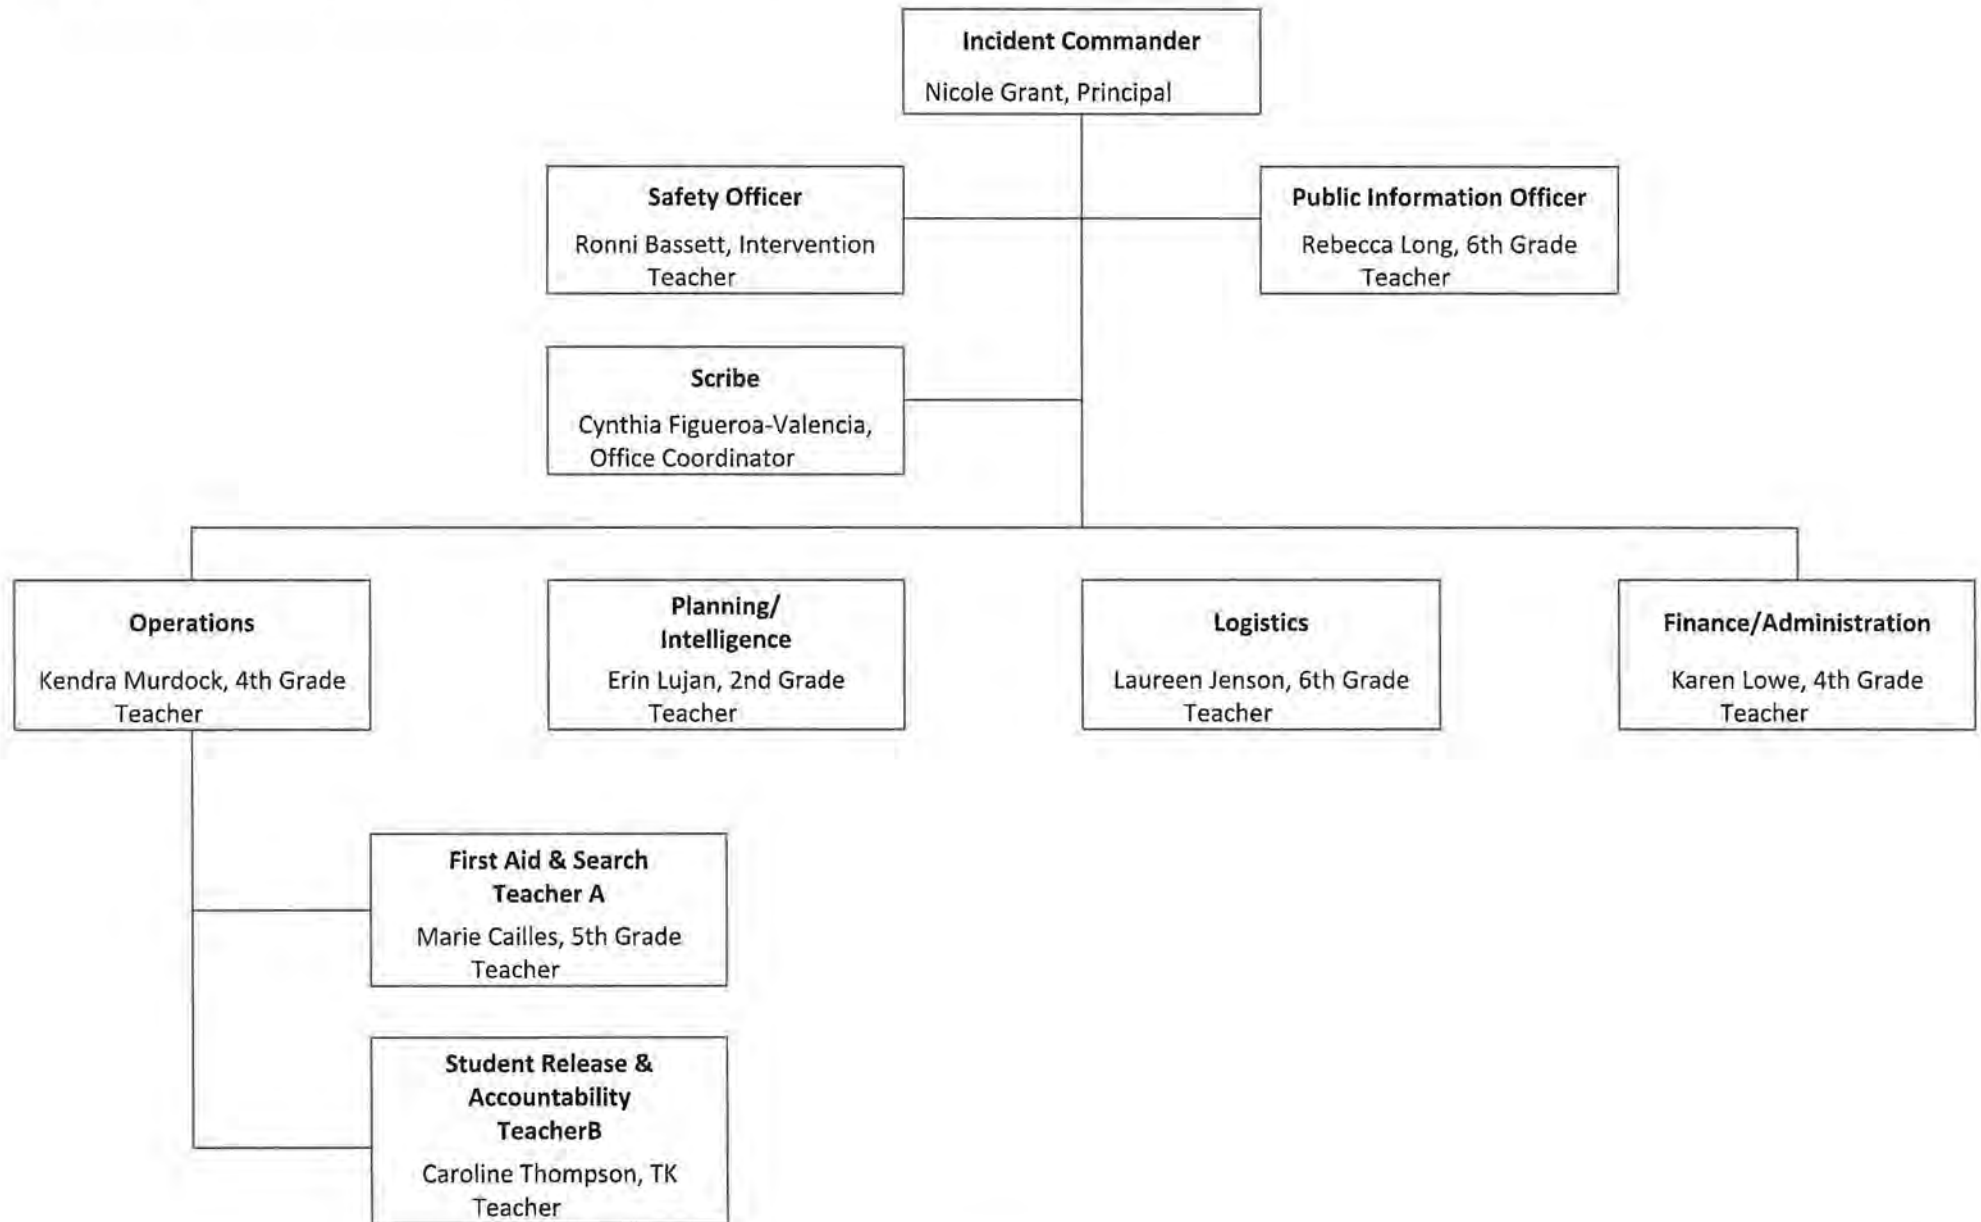 Incident Commander
Nicole Grant, Principal
Safety Officer
Ronni Bassett, Intervention
Teacher
Public Information Officer
Rebecca Long, 6th Grade
Teacher
Scribe
Cynthia Figueroa-Valencia,
Office Coordinator
Operations
Kendra Murdock, 4th Grade
Teacher
Planning/
Intelligence
Erin Lujan, 2nd Grade
Teacher
Logistics
Laureen Jenson, 6th Grade
Teacher
Finance/Administration
Karen Lowe, 4th Grade
Teacher
First Aid & Search
Teacher A
Marie Cailles, 5th Grade
Teacher
Student Release &
Accountability
TeacherB
Caroline Thompson, TK
Teacher